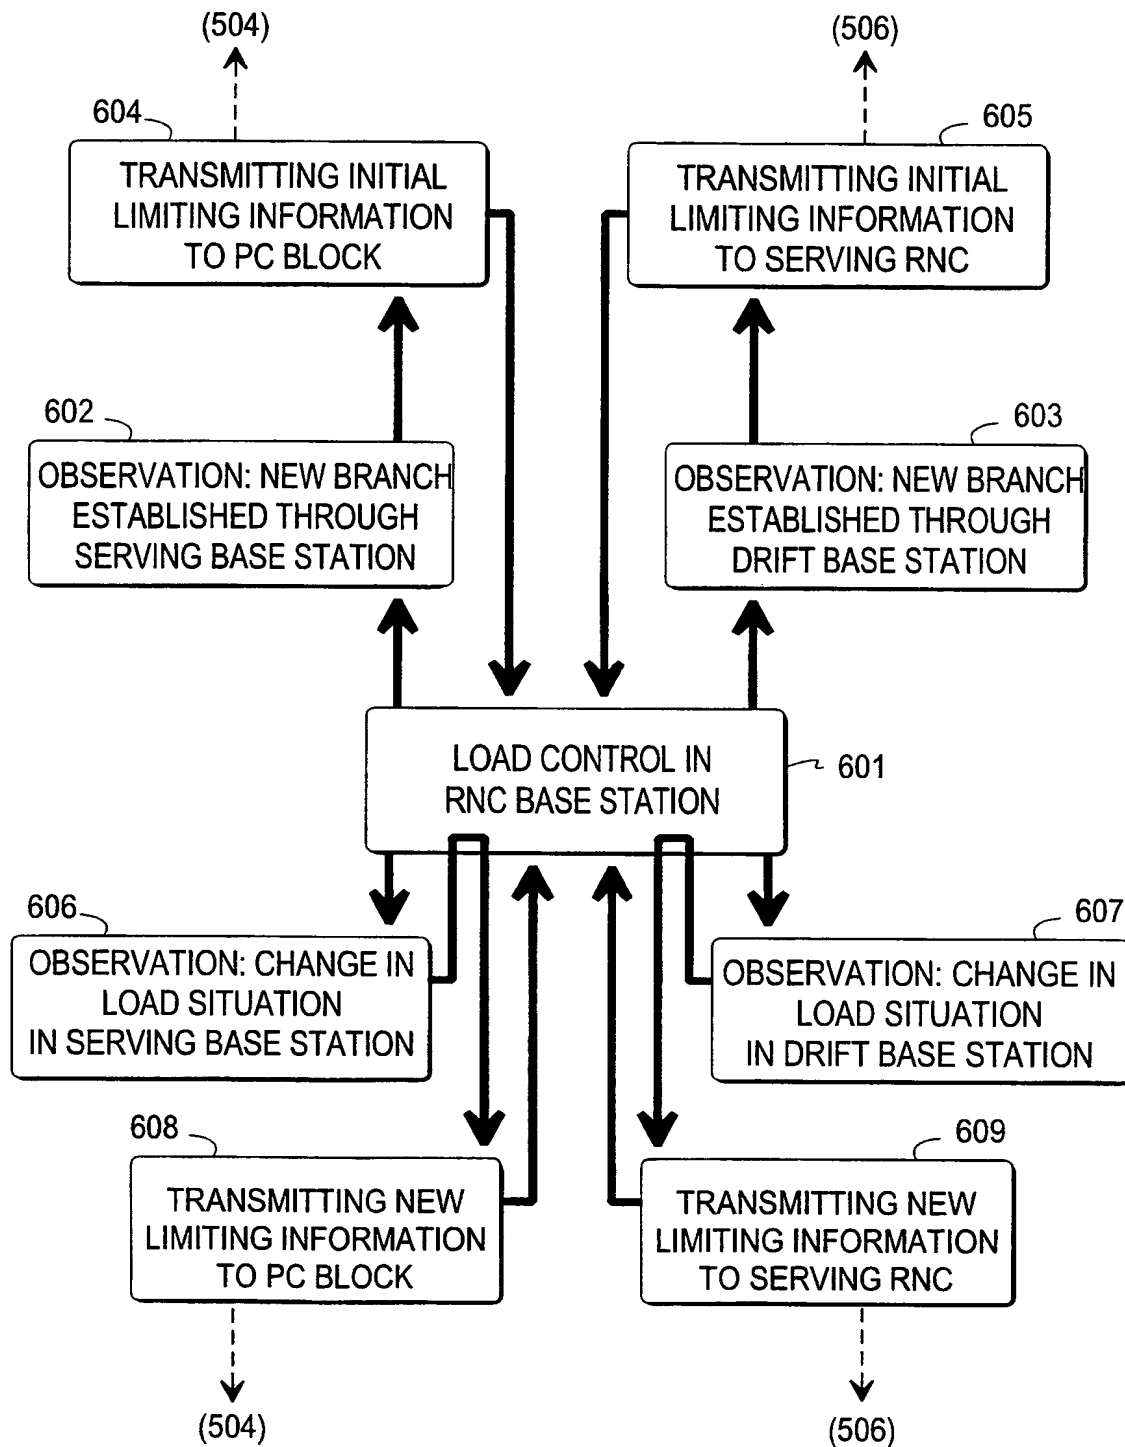 (504)
(506)
604
605
TRANSMITTING INITIAL
LIMITING INFORMATION
TO PC BLOCK
TRANSMITTING INITIAL
LIMITING INFORMATION
TO SERVING RNC
602
603
OBSERVATION: NEW BRANCH
ESTABLISHED THROUGH
SERVING BASE STATION
OBSERVATION: NEW BRANCH
ESTABLISHED THROUGH
DRIFT BASE STATION
LOAD CONTROL IN
RNC BASE STATION
601
606
607
OBSERVATION: CHANGE IN
LOAD SITUATION
IN SERVING BASE STATION
OBSERVATION: CHANGE IN
LOAD SITUATION
IN DRIFT BASE STATION
608
609
TRANSMITTING NEW
LIMITING INFORMATION
TO PC BLOCK
TRANSMITTING NEW
LIMITING INFORMATION
TO SERVING RNC
(504)
(506)